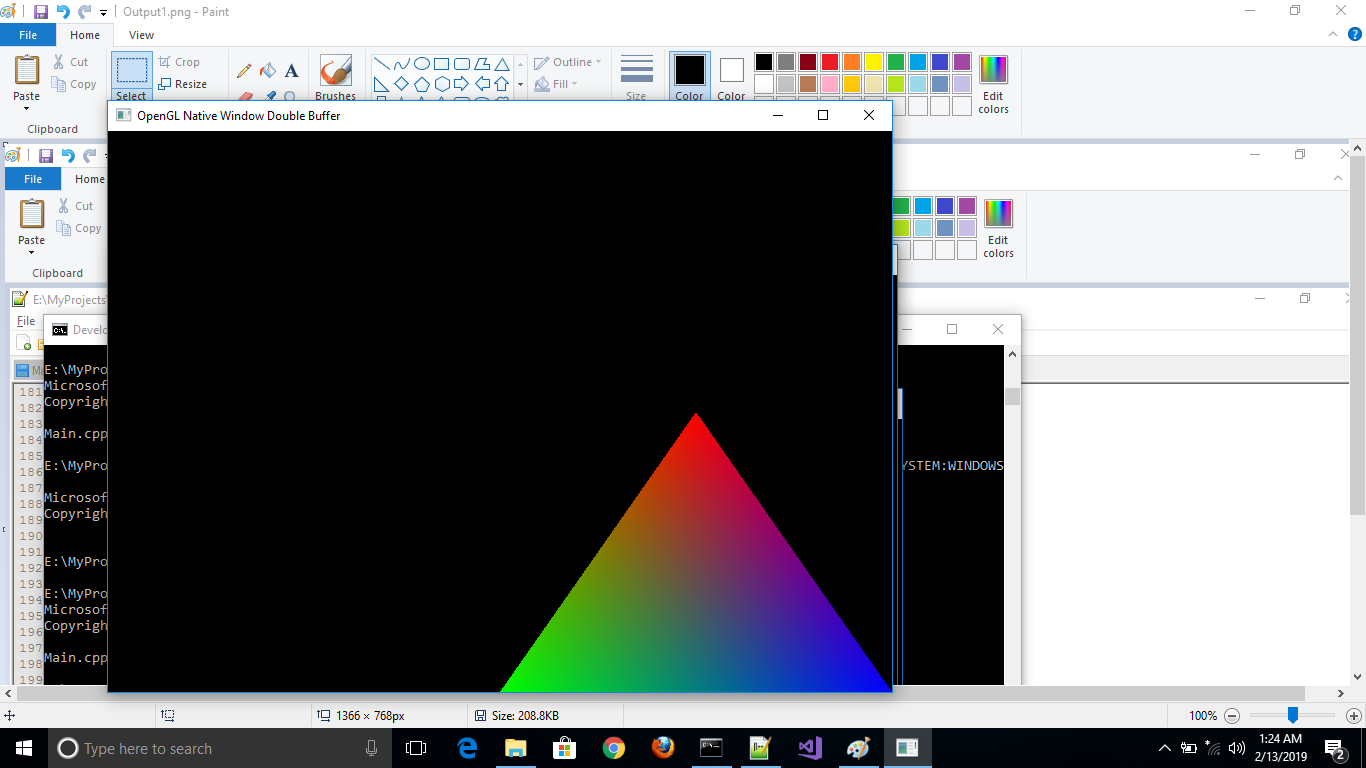 Output1.png - Paint
File Home View
Paste
Cut
Copy
Clipboard
Select
Crop
Resize
A
Brushes
Outline
Fill
Size
Color
Color
Edit
colors
OpenGL Native Window Double Buffer
File Home
Paste
Cut
Copy
Clipboard
Edit
colors
E:\MyProjects
File
Develo
181
182
183
184
185
186
187
188
189
190
191
192
193
194
195
196
197
198
199
E:\MyPro
Microsof
Copyrigh
Main.cpp
E:\MyPro
YSTEM:WINDOWS
Microsof
Copyrigh
E:\MyPro
E:\MyPro
Microsof
Copyrigh
Main.cpp
1366 × 768px
Size: 208.8KB
100%
Type here to search
1:24 AM
2/13/2019
2